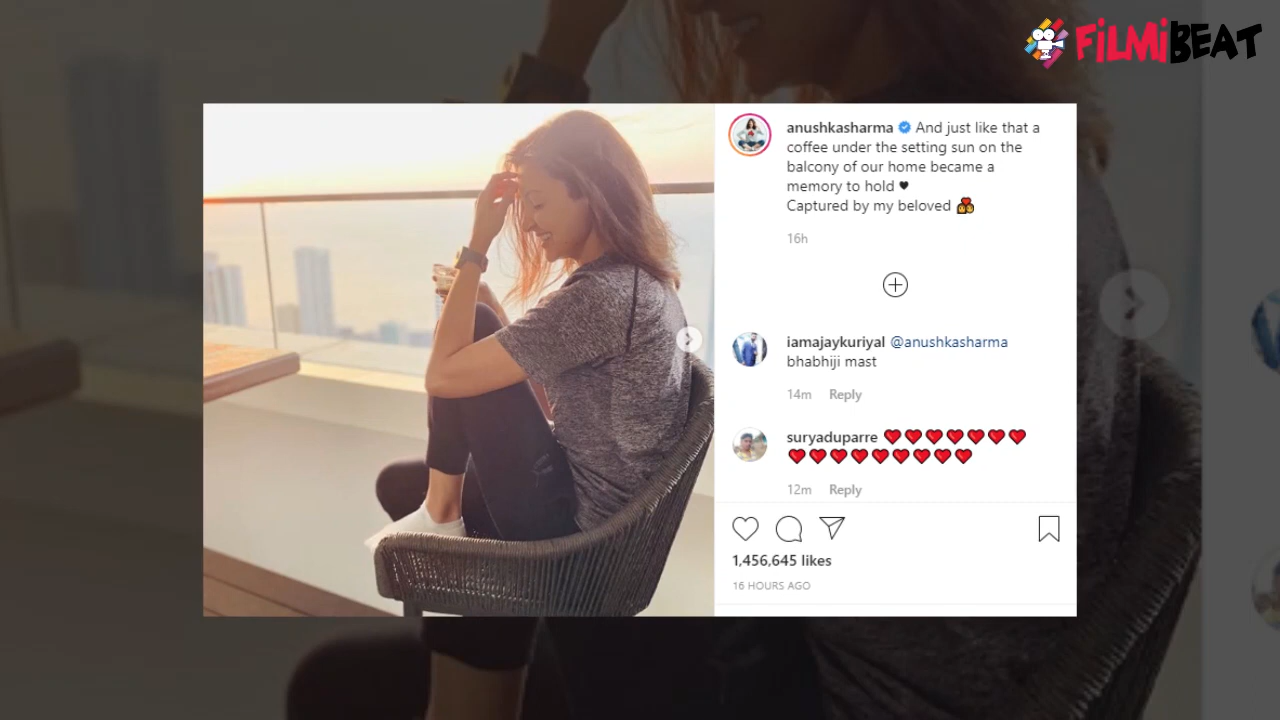 FiLMiBEAT
anushkasharma And just like that a
coffee under the setting sun on the
balcony of our home became a
memory to hold 🖤
Captured by my beloved 👩‍❤️‍👨
16h
iamajaykuriyal @anushkasharma
bhabhiji mast
14m Reply
suryaduparre ❤❤❤❤❤❤❤
❤❤❤❤❤❤❤❤❤
12m Reply
1,456,645 likes
16 HOURS AGO